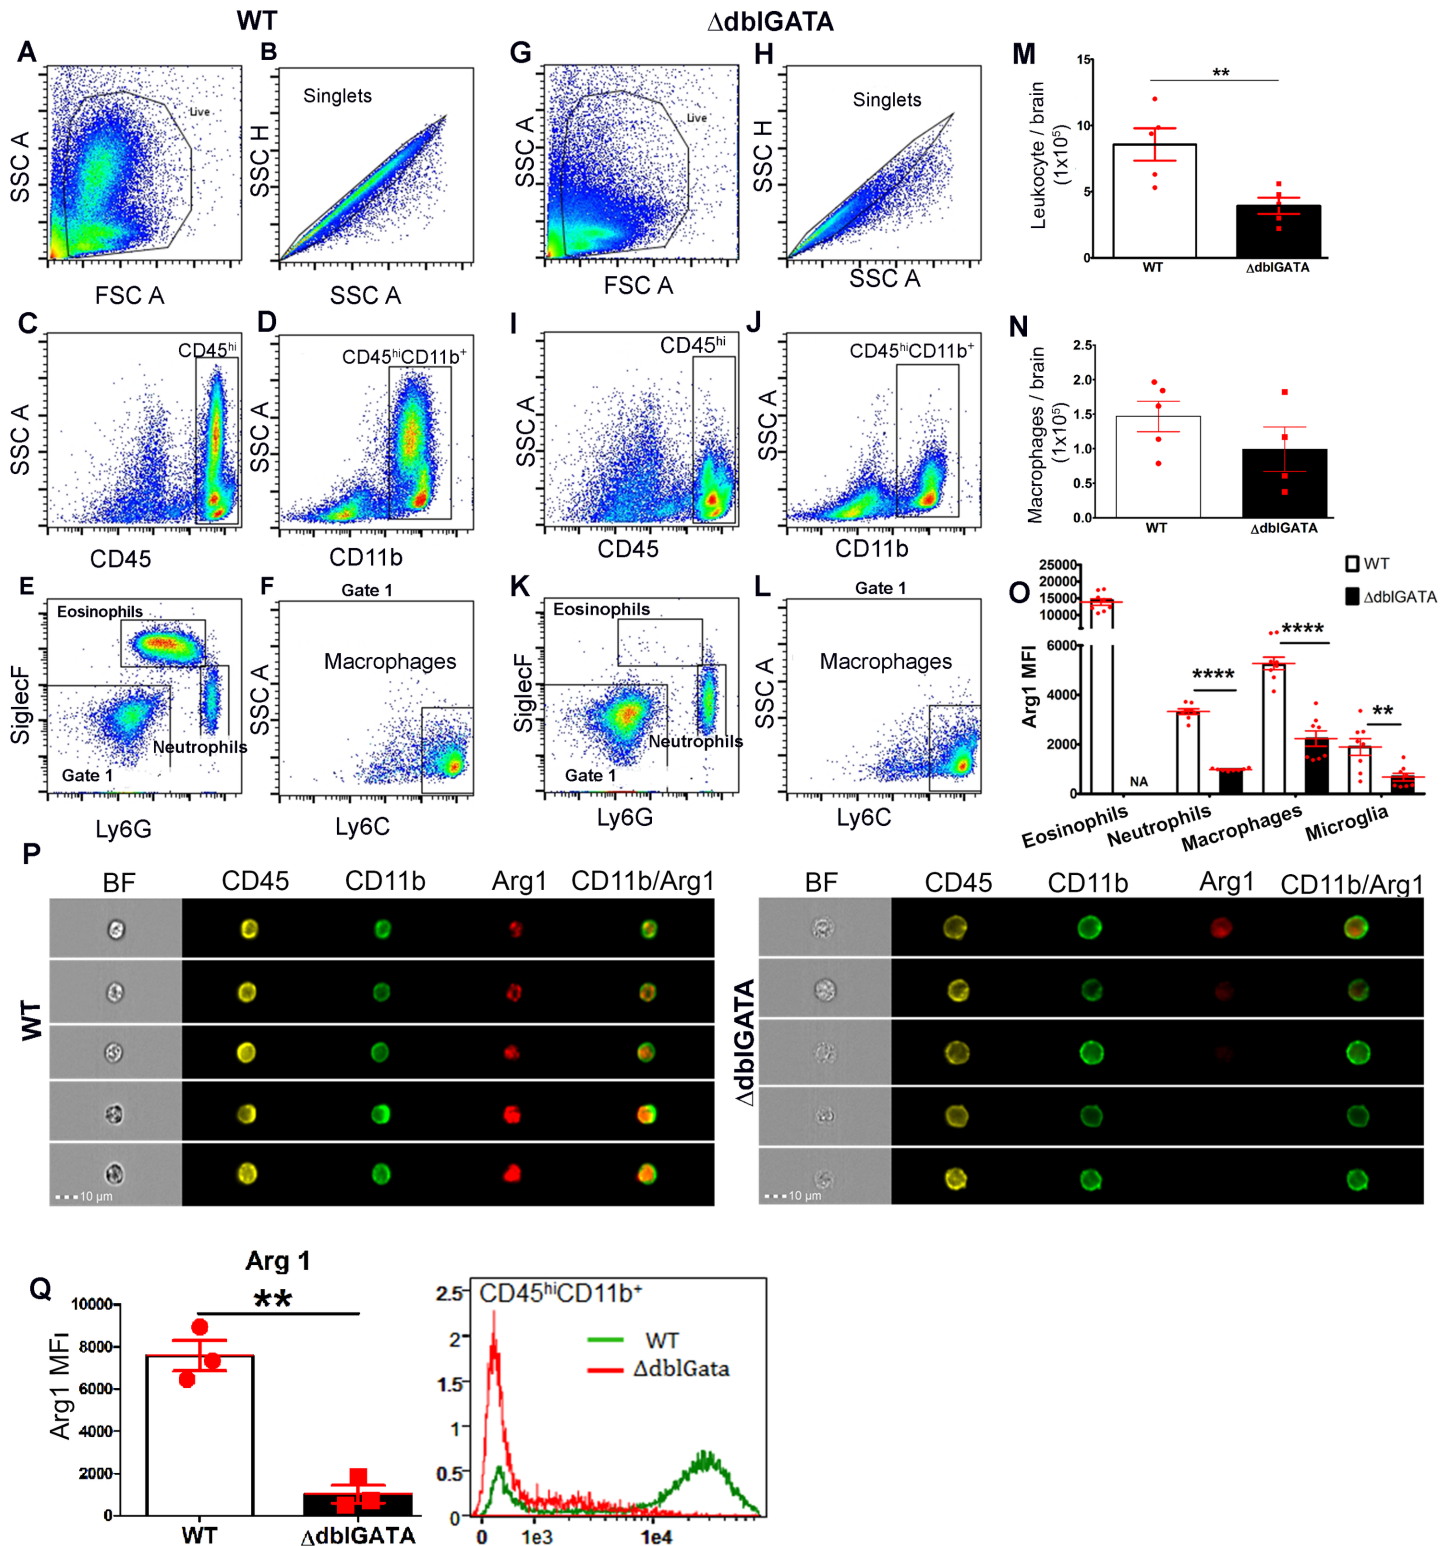 WT
ΔdblGATA
A
B
G
H
M
Live
SSC A
Singlets
SSC H
FSC A
SSC A
Live
SSC A
Singlets
SSC H
FSC A
SSC A
15
10
5
0
Leukocyte / brain
(1x10⁵)
**
WT
ΔdblGATA
C
D
I
J
N
CD45ʰⁱ
SSC A
CD45
CD45ʰⁱCD11b⁺
SSC A
CD11b
CD45ʰⁱ
SSC A
CD45
CD45ʰⁱCD11b⁺
SSC A
CD11b
2.5
2.0
1.5
1.0
0.5
0.0
Macrophages / brain
(1x10⁵)
WT
ΔdblGATA
E
F
K
L
O
Eosinophils
SiglecF
Neutrophils
Gate 1
Ly6G
Gate 1
Macrophages
SSC A
Ly6C
Eosinophils
SiglecF
Neutrophils
Gate 1
Ly6G
Gate 1
Macrophages
SSC A
Ly6C
25000
20000
15000
10000
6000
4000
2000
0
Arg1 MFI
WT
ΔdblGATA
NA
****
****
**
Eosinophils
Neutrophils
Macrophages
Microglia
P
BF CD45 CD11b Arg1 CD11b/Arg1
WT
10 µm
BF CD45 CD11b Arg1 CD11b/Arg1
ΔdblGATA
10 µm
Q
Arg 1
**
10000
8000
6000
4000
2000
0
Arg1 MFI
WT
ΔdblGATA
CD45ʰⁱCD11b⁺
WT
ΔdblGata
2.5
2
1.5
1
0.5
0
0 1e3 1e4